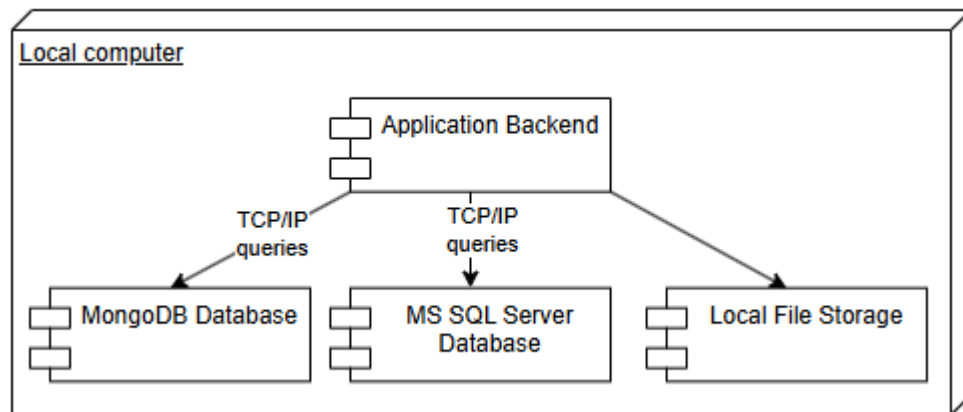 Local computer
Application Backend
TCP/IP
queries
TCP/IP
queries
MongoDB Database
MS SQL Server
Database
Local File Storage